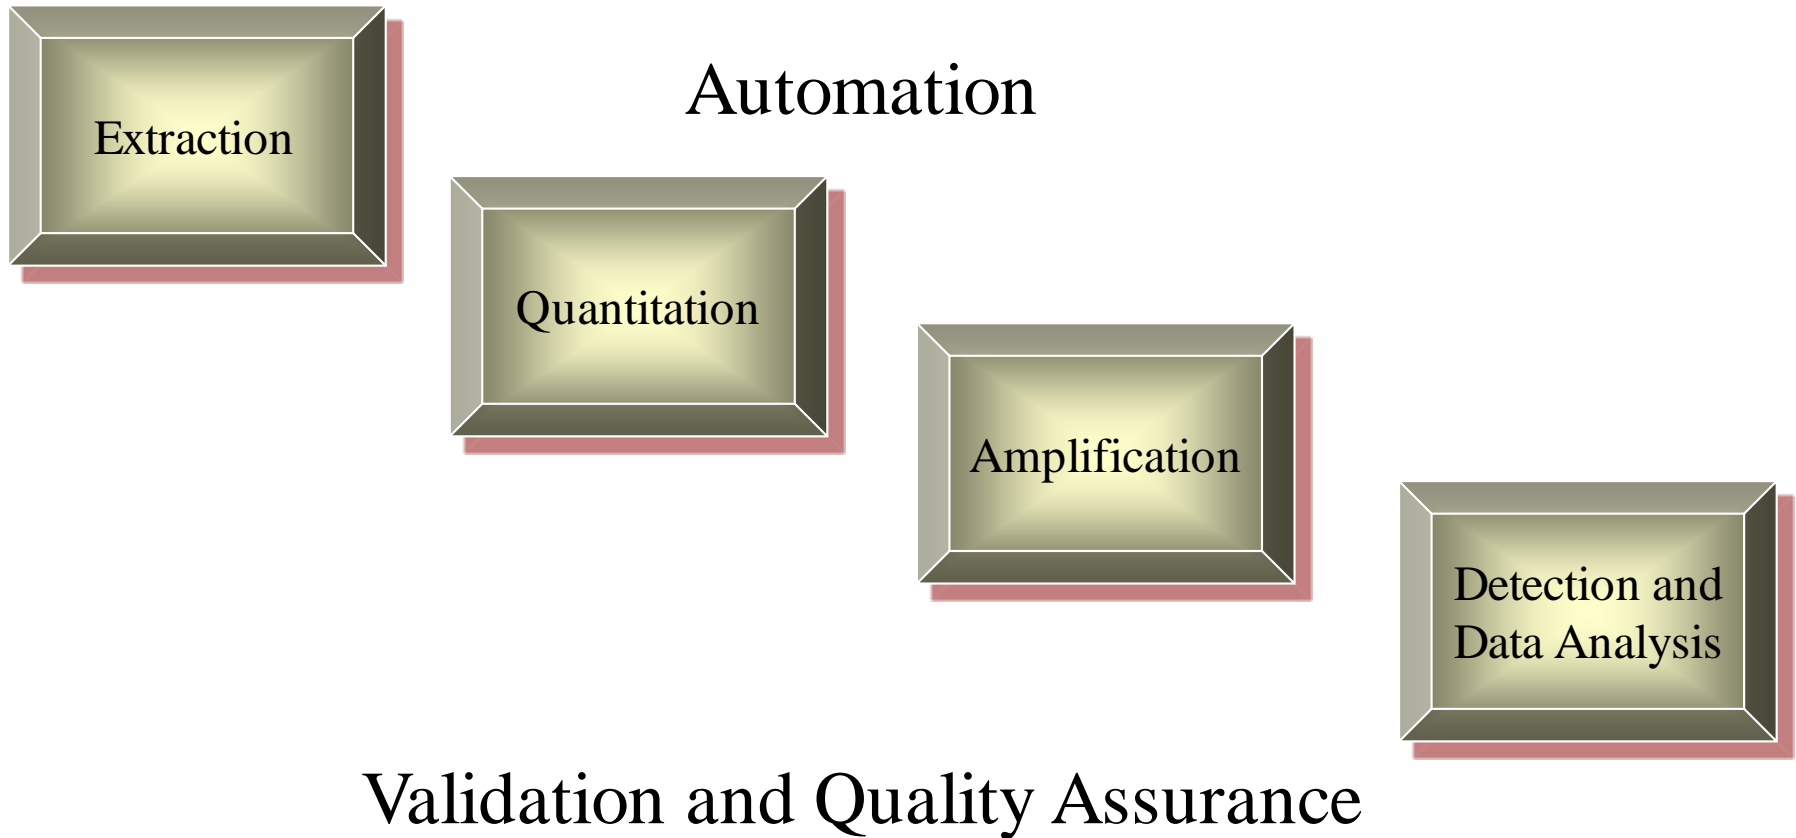 Automation
Extraction
Quantitation
Amplification
Detection and
Data Analysis
Validation and Quality Assurance